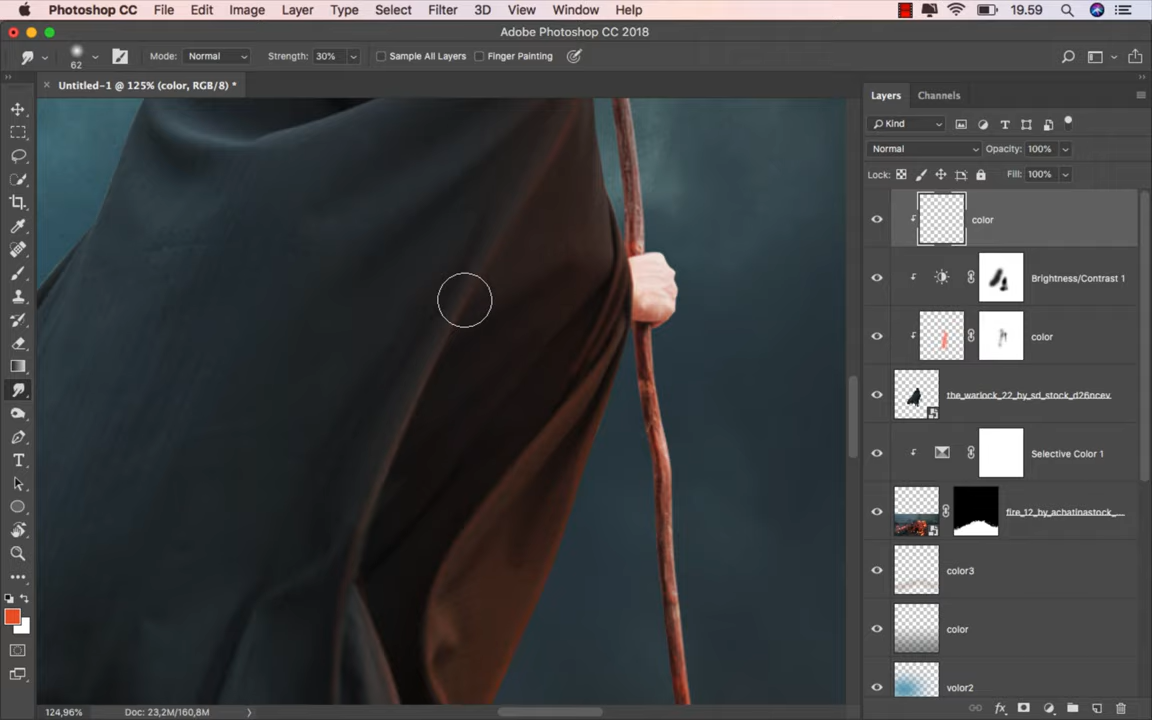 Photoshop CC File Edit Image Layer Type Select Filter 3D View Window Help 19.59
Adobe Photoshop CC 2018
62 Mode: Normal Strength: 30% Sample All Layers Finger Painting
× Untitled-1 @ 125% (color, RGB/8) *
Layers Channels
Kind
Normal Opacity: 100%
Lock: Fill: 100%
color
Brightness/Contrast 1
color
the_warlock_22_by_sd_stock_d26ncev
Selective Color 1
fire_12_by_achatinastock_...
color3
color
volor2
124,96% Doc: 23,2M/160,8M